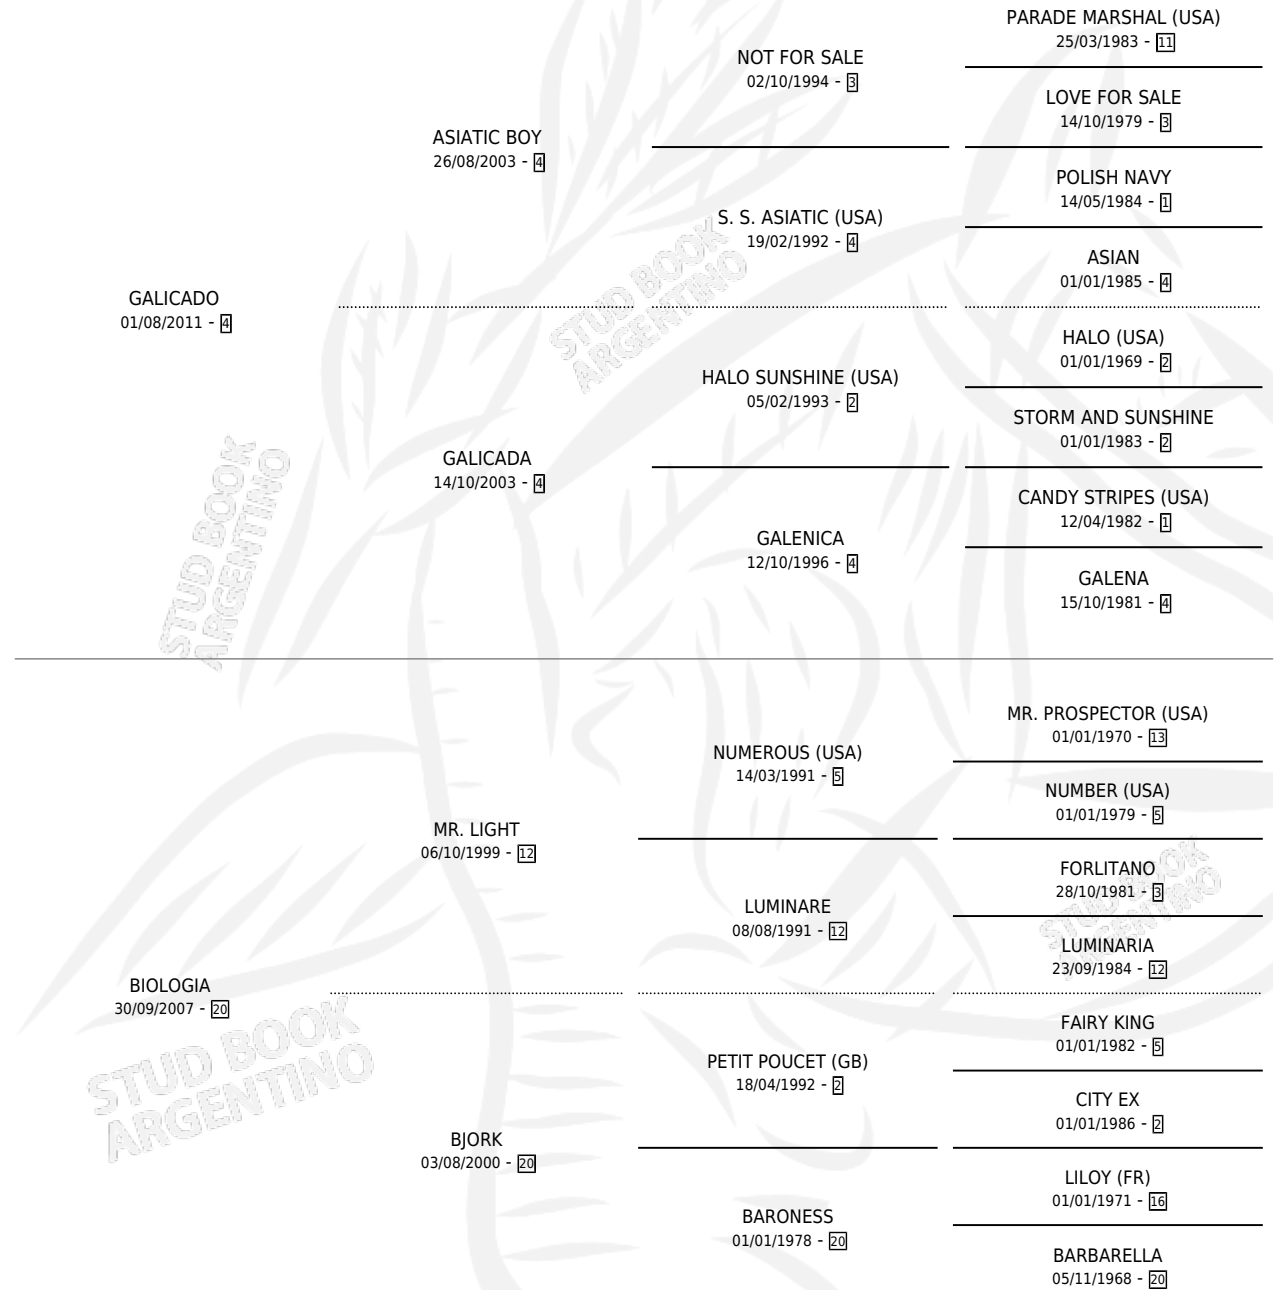 PARADE MARSHAL (USA)
25/03/1983 - 11
NOT FOR SALE
02/10/1994 - 3
LOVE FOR SALE
14/10/1979 - 3
ASIATIC BOY
26/08/2003 - 4
POLISH NAVY
14/05/1984 - 1
S. S. ASIATIC (USA)
19/02/1992 - 4
ASIAN
01/01/1985 - 4
GALICADO
01/08/2011 - 4
HALO (USA)
01/01/1969 - 2
HALO SUNSHINE (USA)
05/02/1993 - 2
STORM AND SUNSHINE
01/01/1983 - 2
GALICADA
14/10/2003 - 4
CANDY STRIPES (USA)
12/04/1982 - 1
GALENICA
12/10/1996 - 4
GALENA
15/10/1981 - 4
STUD BOOK
ARGENTINO
STUD BOOK
ARGENTINO
MR. PROSPECTOR (USA)
01/01/1970 - 13
NUMEROUS (USA)
14/03/1991 - 5
NUMBER (USA)
01/01/1979 - 5
MR. LIGHT
06/10/1999 - 12
FORLITANO
28/10/1981 - 3
LUMINARE
08/08/1991 - 12
LUMINARIA
23/09/1984 - 12
STUD BOOK
ARGENTINO
BIOLOGIA
30/09/2007 - 20
FAIRY KING
01/01/1982 - 5
PETIT POUCET (GB)
18/04/1992 - 2
CITY EX
01/01/1986 - 2
BJORK
03/08/2000 - 20
LILOY (FR)
01/01/1971 - 16
BARONESS
01/01/1978 - 20
BARBARELLA
05/11/1968 - 20
STUD BOOK
ARGENTINO